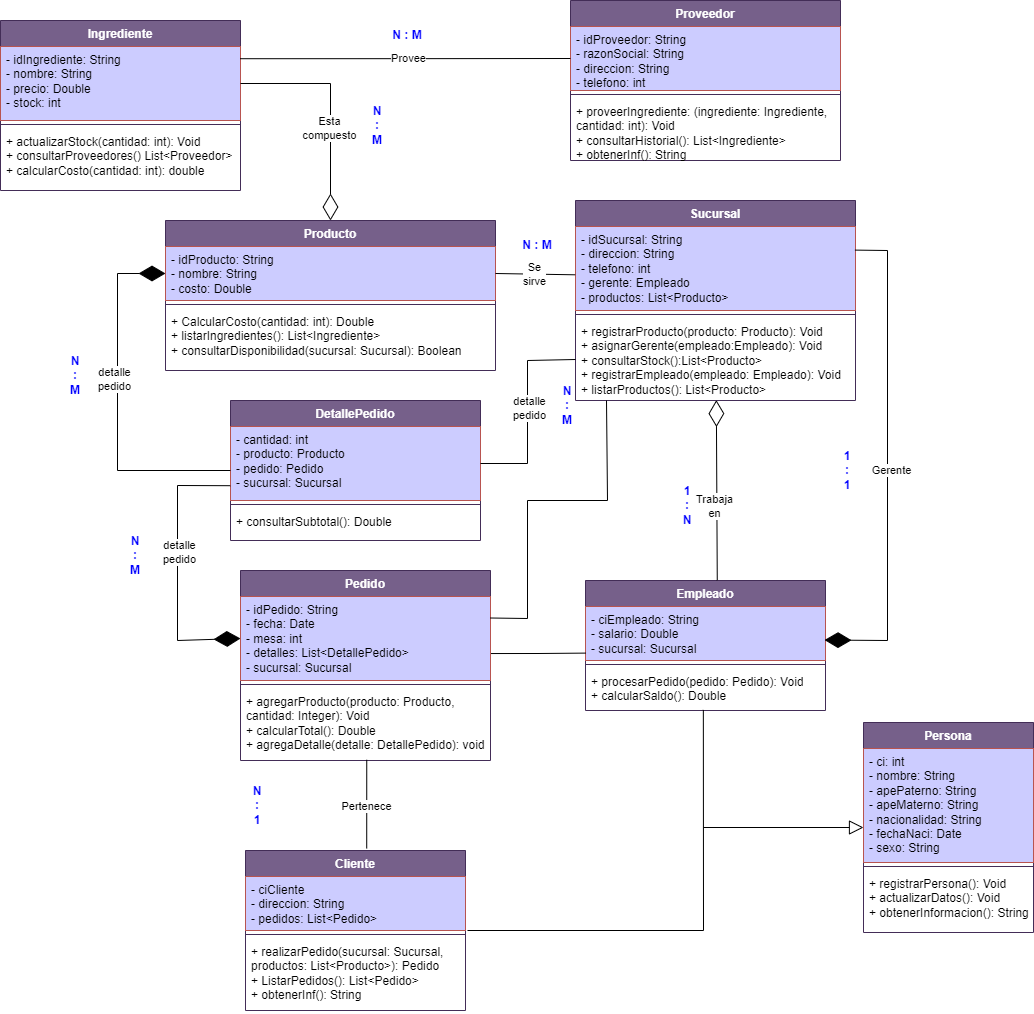 Ingrediente
- idIngrediente: String
- nombre: String
- precio: Double
- stock: int
+ actualizarStock(cantidad: int): Void
+ consultarProveedores() List<Proveedor>
+ calcularCosto(cantidad: int): double
N : M
Provee
Proveedor
- idProveedor: String
- razonSocial: String
- direccion: String
- telefono: int
+ proveerIngrediente: (ingrediente: Ingrediente,
cantidad: int): Void
+ consultarHistorial(): List<Ingrediente>
+ obtenerInf(): String
Esta
compuesto
N
:
M
Producto
- idProducto: String
- nombre: String
- costo: Double
+ CalcularCosto(cantidad: int): Double
+ listarIngredientes(): List<Ingrediente>
+ consultarDisponibilidad(sucursal: Sucursal): Boolean
N : M
Se
sirve
Sucursal
- idSucursal: String
- direccion: String
- telefono: int
- gerente: Empleado
- productos: List<Producto>
+ registrarProducto(producto: Producto): Void
+ asignarGerente(empleado:Empleado): Void
+ consultarStock():List<Producto>
+ registrarEmpleado(empleado: Empleado): Void
+ listarProductos(): List<Producto>
N
:
M
detalle
pedido
detalle
pedido
N
:
M
DetallePedido
- cantidad: int
- producto: Producto
- pedido: Pedido
- sucursal: Sucursal
+ consultarSubtotal(): Double
1
:
1
Gerente
1
:
N
Trabaja
en
N
:
M
detalle
pedido
Pedido
- idPedido: String
- fecha: Date
- mesa: int
- detalles: List<DetallePedido>
- sucursal: Sucursal
+ agregarProducto(producto: Producto,
cantidad: Integer): Void
+ calcularTotal(): Double
+ agregaDetalle(detalle: DetallePedido): void
Empleado
- ciEmpleado: String
- salario: Double
- sucursal: Sucursal
+ procesarPedido(pedido: Pedido): Void
+ calcularSaldo(): Double
Persona
- ci: int
- nombre: String
- apePaterno: String
- apeMaterno: String
- nacionalidad: String
- fechaNaci: Date
- sexo: String
+ registrarPersona(): Void
+ actualizarDatos(): Void
+ obtenerInformacion(): String
N
:
1
Pertenece
Cliente
- ciCliente
- direccion: String
- pedidos: List<Pedido>
+ realizarPedido(sucursal: Sucursal,
productos: List<Producto>): Pedido
+ ListarPedidos(): List<Pedido>
+ obtenerInf(): String